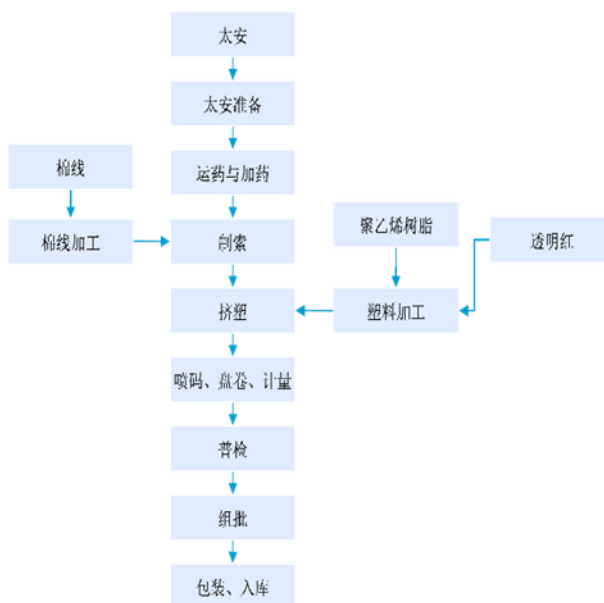 太安
太安准备
棉线
运药与加药
聚乙烯树脂
透明红
棉线加工
制索
挤塑
塑料加工
喷码、盘卷、计量
普检
组批
包装、入库